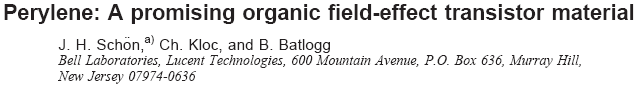 Perylene: A promising organic field-effect transistor material
J. H. Schön,a) Ch. Kloc, and B. Batlogg
Bell Laboratories, Lucent Technologies, 600 Mountain Avenue, P.O. Box 636, Murray Hill,
New Jersey 07974-0636